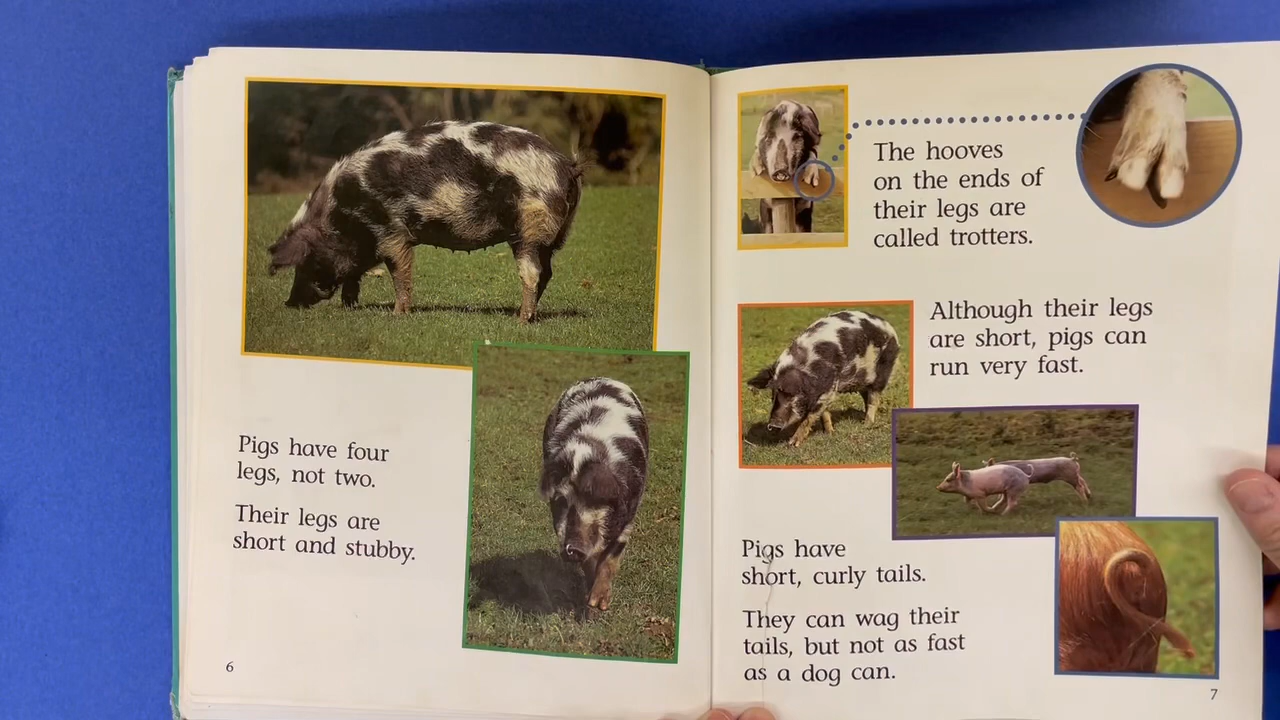 Pigs have four
legs, not two.
Their legs are
short and stubby.
6
The hooves
on the ends of
their legs are
called trotters.
Although their legs
are short, pigs can
run very fast.
Pigs have
short, curly tails.
They can wag their
tails, but not as fast
as a dog can.
7